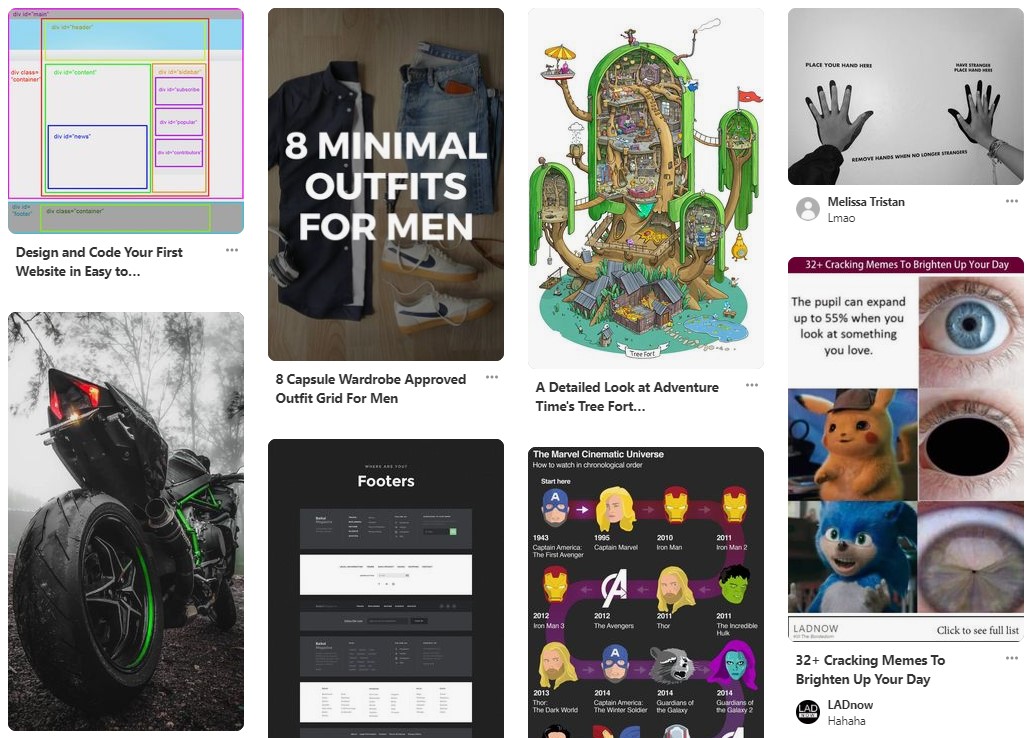 div id="main"
div id="header"
div class=
"container"
div id="content"
div id="sidebar"
div id="subscribe
div id="popular"
div id="contributors"
div id="news"
div id=
"footer"
div class="container"
Design and Code Your First
Website in Easy to...
8 MINIMAL
OUTFITS
FOR MEN
8 Capsule Wardrobe Approved
Outfit Grid For Men
WHERE ARE YOU?
Footers
Tree Fort
A Detailed Look at Adventure
Time's Tree Fort...
The Marvel Cinematic Universe
How to watch in chronological order
Start here
1943
Captain America:
The First Avenger
1995
Captain Marvel
2010
Iron Man
2011
Iron Man 2
2012
Iron Man 3
2012
The Avengers
2011
Thor
2011
The Incredible
Hulk
2013
Thor:
The Dark World
2014
Captain America:
The Winter Soldier
2014
Guardians of
the Galaxy
2014
Guardians of
the Galaxy 2
PLACE YOUR HAND HERE
HAVE STRANGER
PLACE HAND HERE
REMOVE HANDS WHEN NO LONGER STRANGERS
Melissa Tristan
Lmao
32+ Cracking Memes To Brighten Up Your Day
The pupil can expand
up to 55% when you
look at something
you love.
LADNOW
Click to see full list
32+ Cracking Memes To
Brighten Up Your Day
LAD
NOW
LADnow
Hahaha